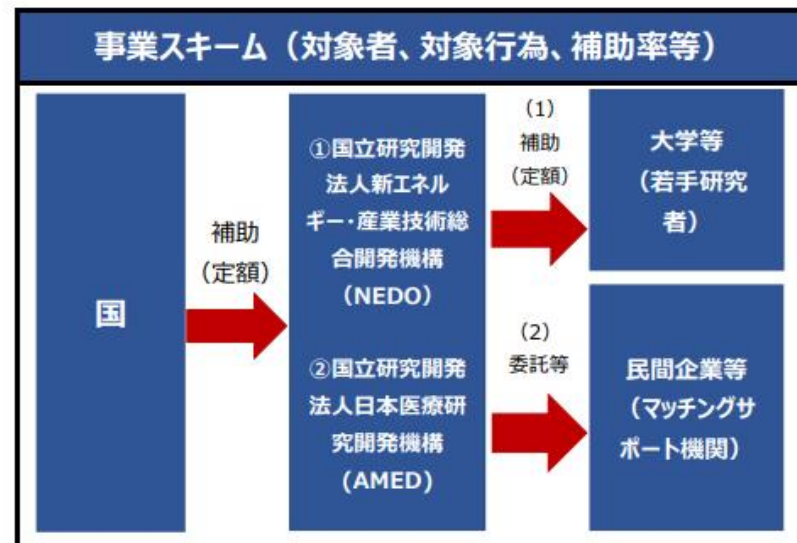 事業スキーム（対象者、対象行為、補助率等）
国
補助
（定額）
①国立研究開発
法人新エネル
ギー・産業技術総
合開発機構
（NEDO）
②国立研究開発
法人日本医療研
究開発機構
(AMED)
（1）
補助
（定額）
大学等
（若手研究
者）
（2）
委託等
民間企業等
（マッチングサ
ポート機関）